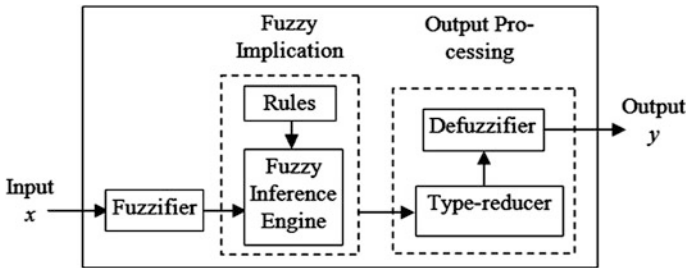 Fuzzy
Implication
Output Pro-
cessing
Rules
Defuzzifier
Output
y
Fuzzy
Inference
Engine
Input
x
Fuzzifier
Type-reducer